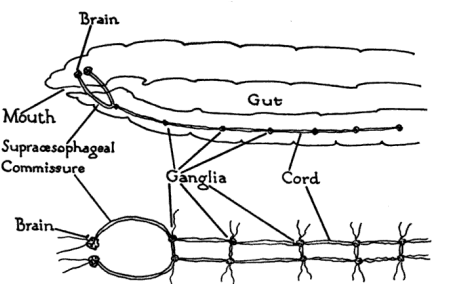 Brain
Gut
Mouth
Supraœsophageal
Commissure
Ganglia
Cord
Brain